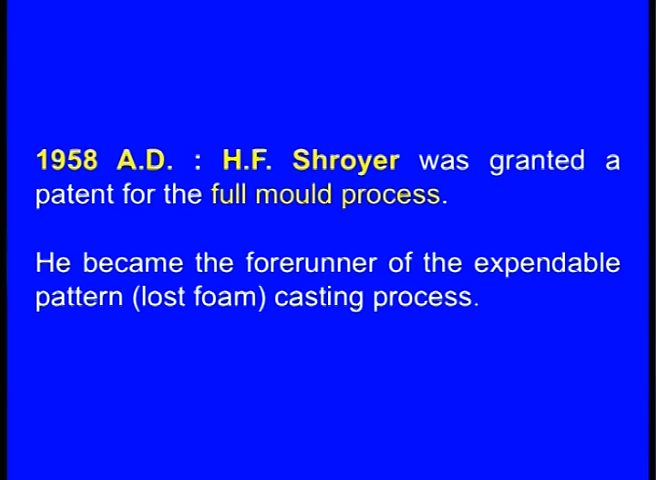 1958 A.D. : H.F. Shroyer was granted a
patent for the full mould process.
He became the forerunner of the expendable
pattern (lost foam) casting process.